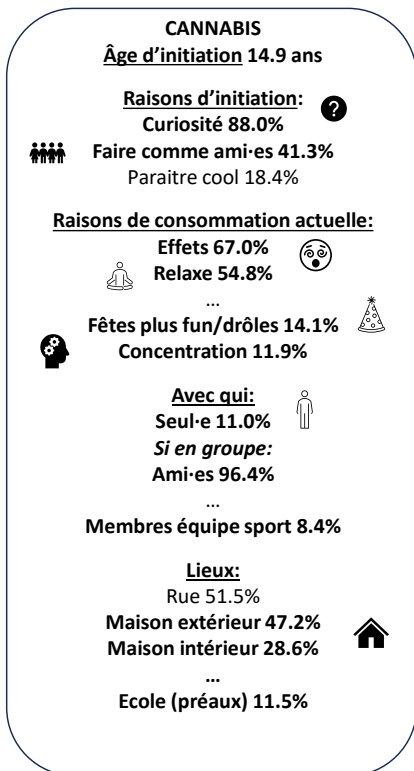 CANNABIS
Âge d’initiation 14.9 ans
Raisons d’initiation:
Curiosité 88.0%
Faire comme ami·es 41.3%
Paraitre cool 18.4%
Raisons de consommation actuelle:
Effets 67.0%
Relaxe 54.8%
...
Fêtes plus fun/drôles 14.1%
Concentration 11.9%
Avec qui:
Seul·e 11.0%
Si en groupe:
Ami·es 96.4%
...
Membres équipe sport 8.4%
Lieux:
Rue 51.5%
Maison extérieur 47.2%
Maison intérieur 28.6%
...
Ecole (préaux) 11.5%